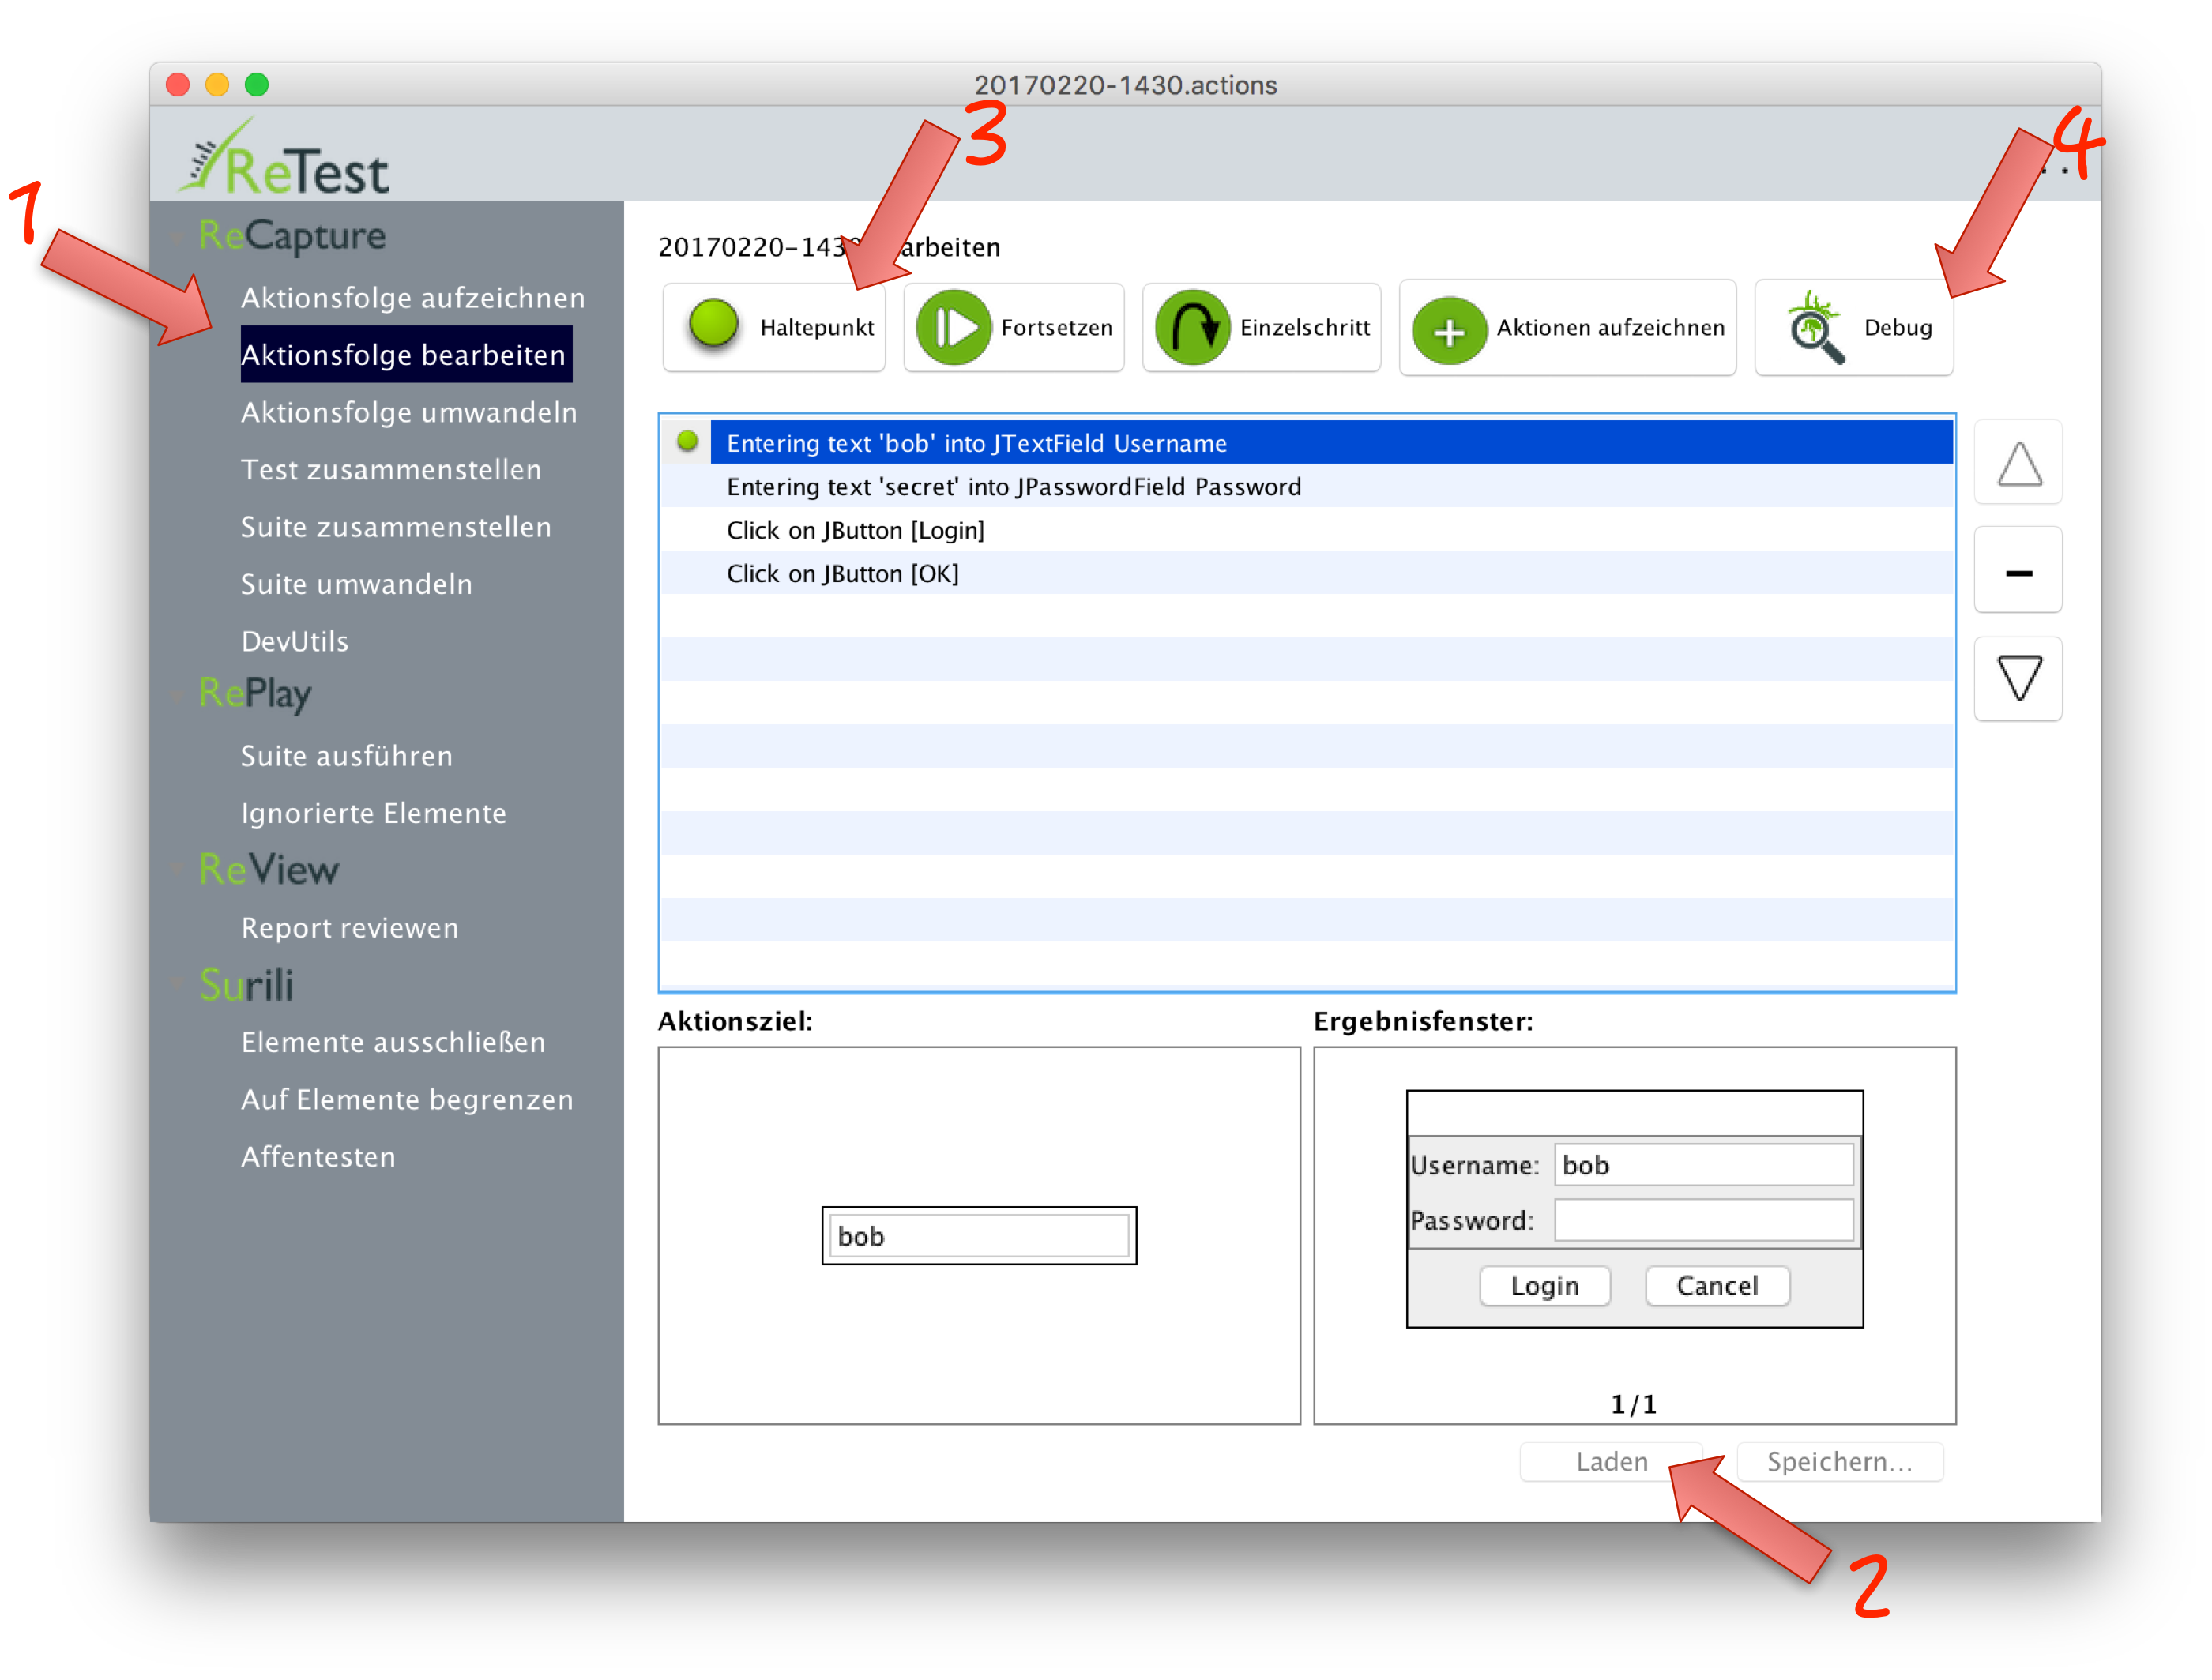 20170220-1430.actions
3
4
ReTest
1
ReCapture
Aktionsfolge aufzeichnen
Aktionsfolge bearbeiten
Aktionsfolge umwandeln
Test zusammenstellen
Suite zusammenstellen
Suite umwandeln
DevUtils
RePlay
Suite ausführen
Ignorierte Elemente
ReView
Report reviewen
Surili
Elemente ausschließen
Auf Elemente begrenzen
Affentesten
20170220-1430 arbeiten
Haltepunkt
Fortsetzen
Einzelschritt
Aktionen aufzeichnen
Debug
Entering text 'bob' into JTextField Username
Entering text 'secret' into JPasswordField Password
Click on JButton [Login]
Click on JButton [OK]
Aktionsziel:
bob
Ergebnisfenster:
Username: bob
Password:
Login Cancel
1/1
Laden
Speichern...
2